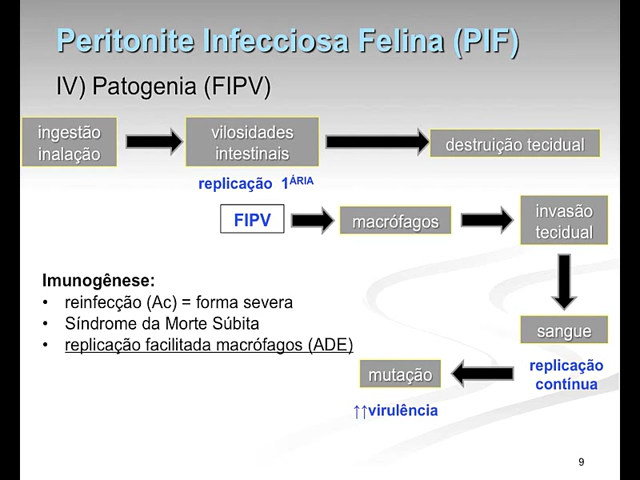 Peritonite Infecciosa Felina (PIF)
IV) Patogenia (FIPV)
ingestão
inalação
vilosidades
intestinais
destruição tecidual
replicação 1ÁRIA
FIPV
macrófagos
invasão
tecidual
Imunogênese:
• reinfecção (Ac) = forma severa
• Síndrome da Morte Súbita
• replicação facilitada macrófagos (ADE)
sangue
replicação
contínua
mutação
↑↑virulência
9